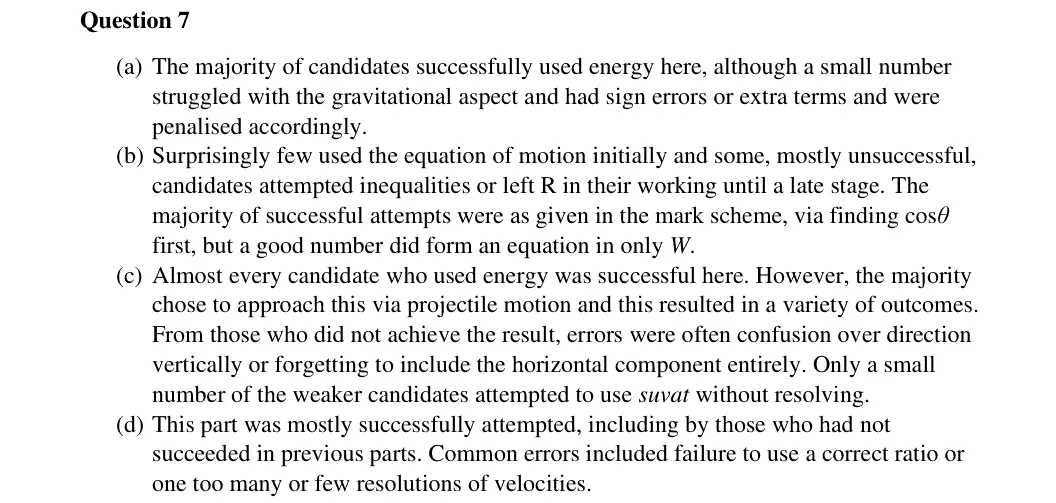 Question 7
(a) The majority of candidates successfully used energy here, although a small number
struggled with the gravitational aspect and had sign errors or extra terms and were
penalised accordingly.
(b) Surprisingly few used the equation of motion initially and some, mostly unsuccessful,
candidates attempted inequalities or left R in their working until a late stage. The
majority of successful attempts were as given in the mark scheme, via finding cosθ
first, but a good number did form an equation in only W.
(c) Almost every candidate who used energy was successful here. However, the majority
chose to approach this via projectile motion and this resulted in a variety of outcomes.
From those who did not achieve the result, errors were often confusion over direction
vertically or forgetting to include the horizontal component entirely. Only a small
number of the weaker candidates attempted to use suvat without resolving.
(d) This part was mostly successfully attempted, including by those who had not
succeeded in previous parts. Common errors included failure to use a correct ratio or
one too many or few resolutions of velocities.